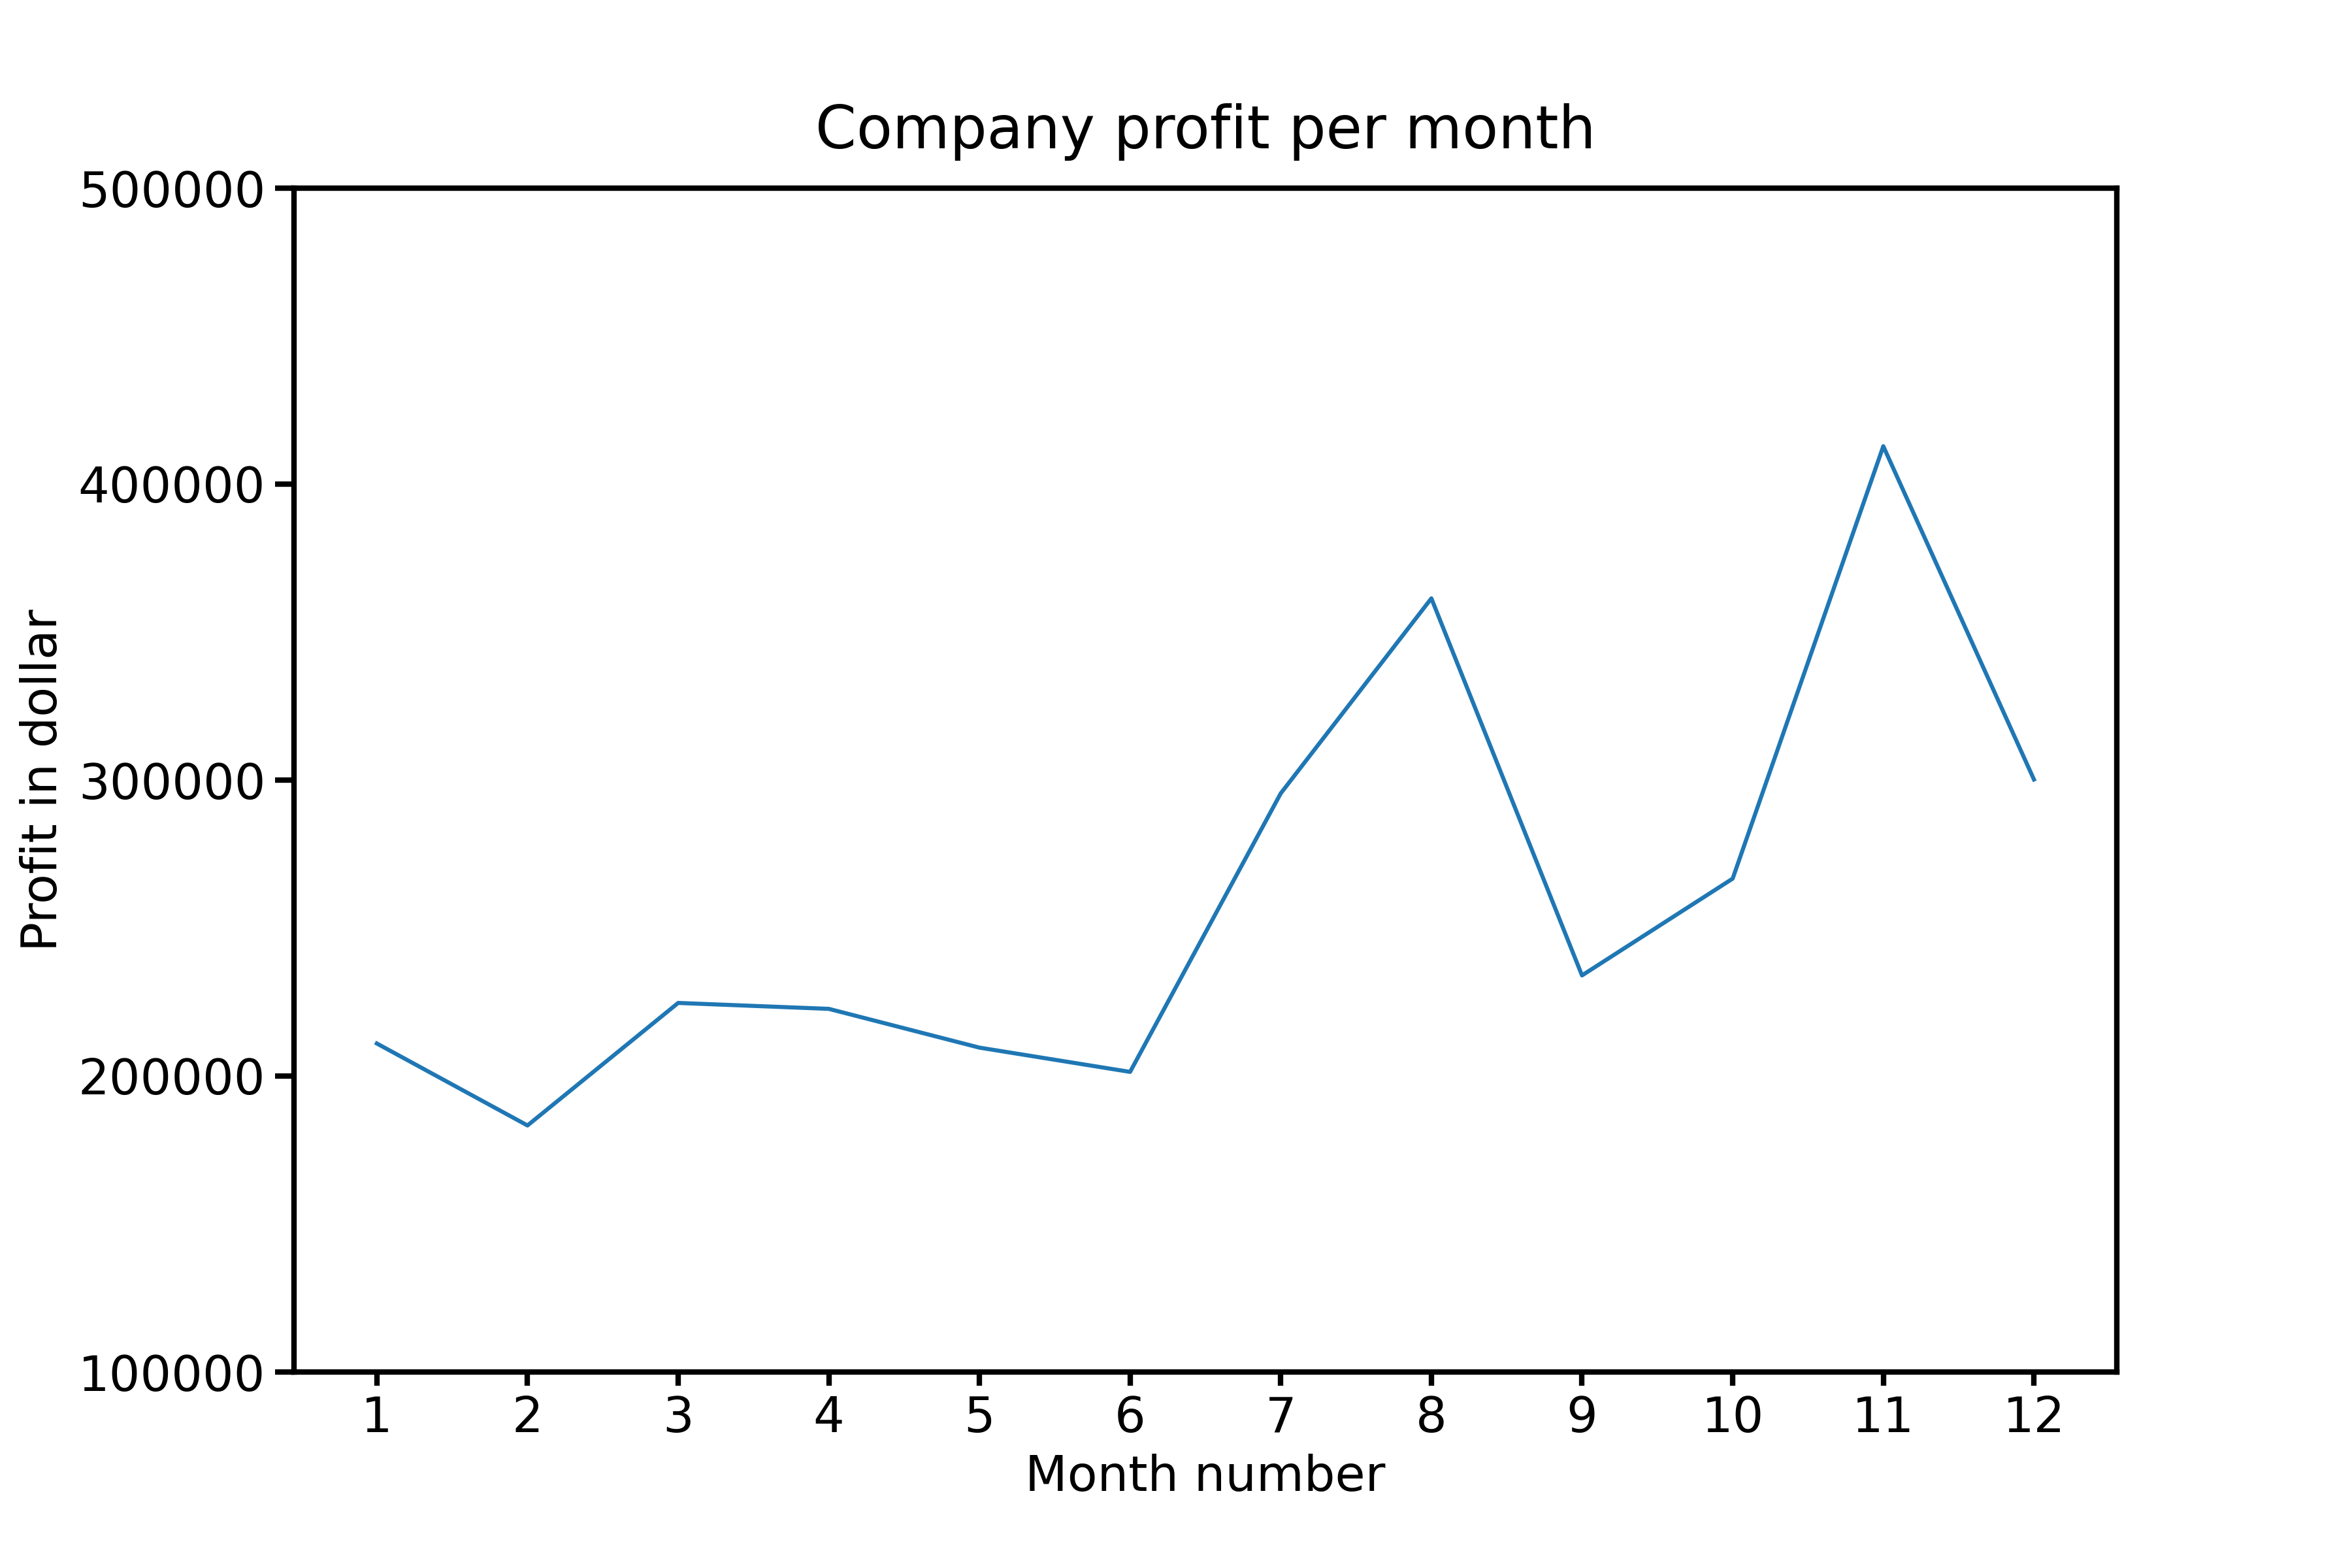 Company profit per month
500000
400000
300000
200000
100000
Profit in dollar
1 2 3 4 5 6 7 8 9 10 11 12
Month number